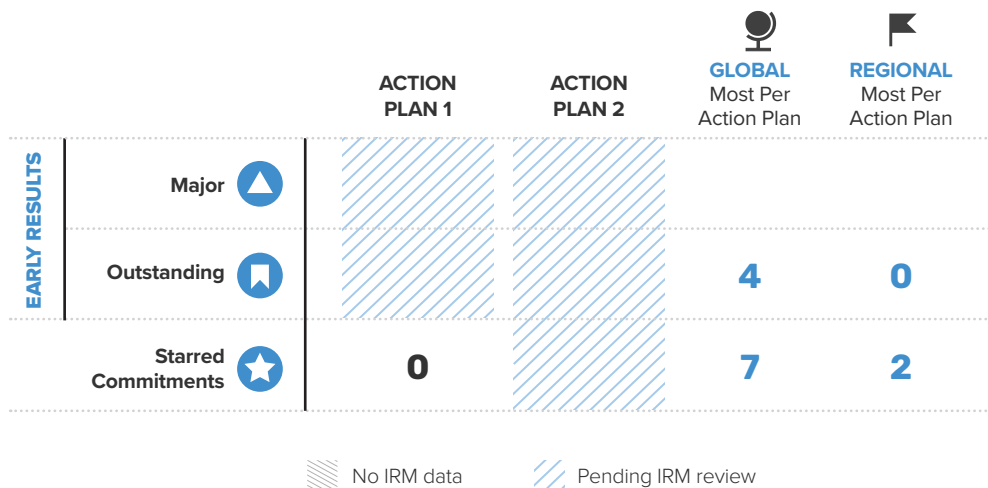 ACTION
PLAN 1
ACTION
PLAN 2
GLOBAL
Most Per
Action Plan
REGIONAL
Most Per
Action Plan
EARLY RESULTS
Major
Outstanding
4
0
Starred
Commitments
0
7
2
No IRM data
Pending IRM review